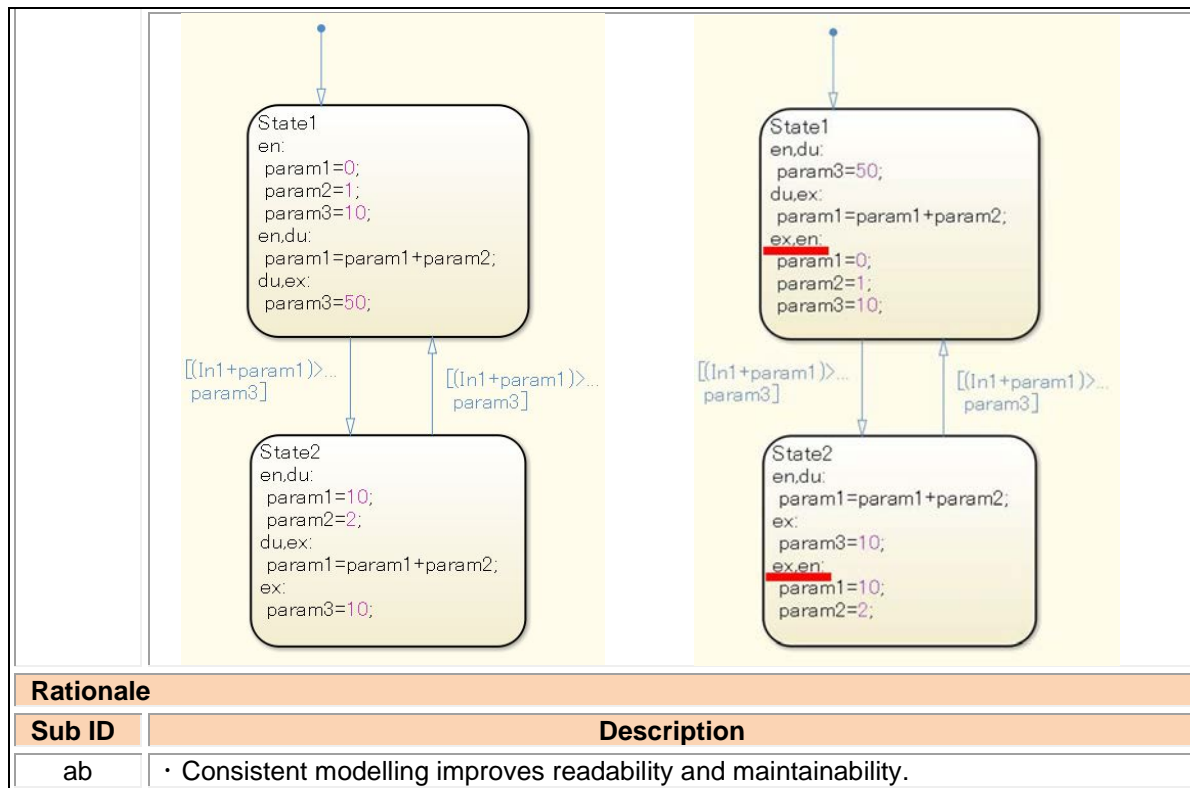 State1
en:
param1=0;
param2=1;
param3=10;
en,du:
param1=param1+param2;
du,ex:
param3=50;
[(In1+param1)>...
param3]
[(In1+param1)>...
param3]
State2
en,du:
param1=10;
param2=2;
du,ex:
param1=param1+param2;
ex:
param3=10;
State1
en,du:
param3=50;
du,ex:
param1=param1+param2;
ex,en:
param1=0;
param2=1;
param3=10;
[(In1+param1)>...
param3]
[(In1+param1)>...
param3]
State2
en,du:
param1=param1+param2;
ex:
param3=10;
ex,en:
param1=10;
param2=2;
Rationale
Sub ID Description
ab ・Consistent modelling improves readability and maintainability.